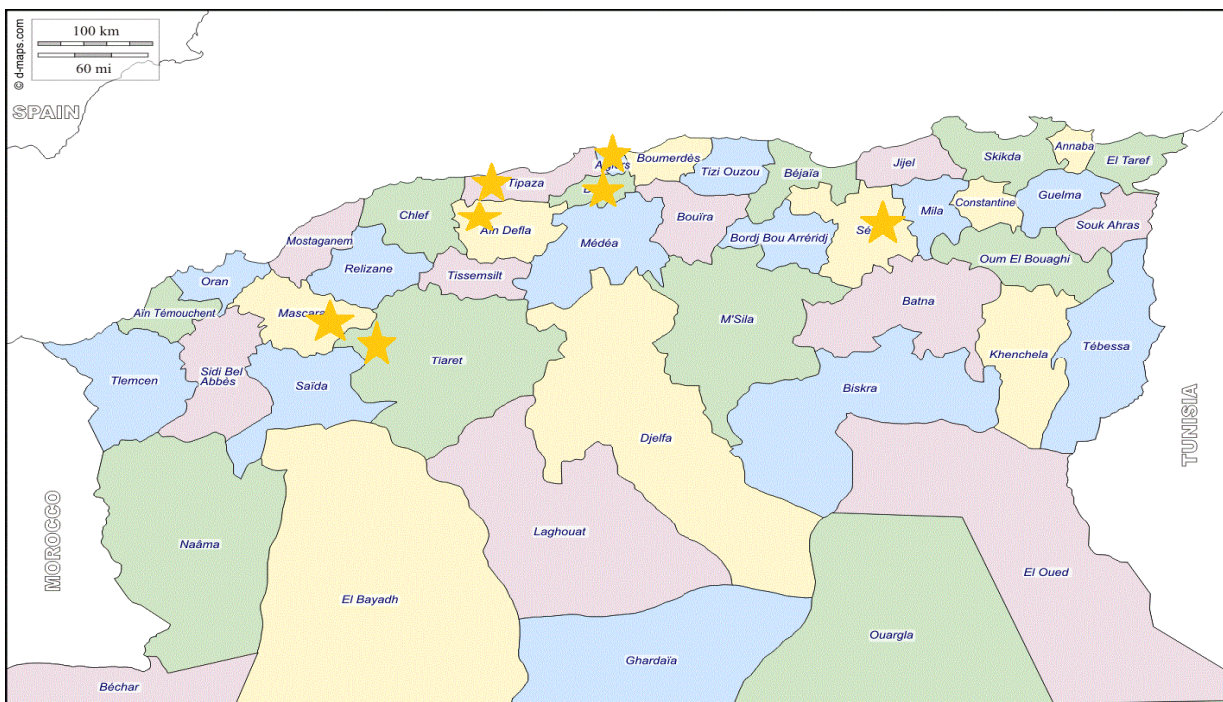 100 km
60 mi
© d-maps.com
SPAIN
Boumerdès
Tizi Ouzou
Béjaïa
Jijel
Skikda
Annaba
El Taref
Tipaza
Chlef
Aïn Defla
Médéa
Bouïra
Bordj Bou Arréridj
Mila
Constantine
Guelma
Souk Ahras
Mostaganem
Relizane
Tissemsilt
Oum El Bouaghi
Oran
Aïn Témouchent
Mascara
M'Sila
Batna
Khenchela
Tébessa
Tlemcen
Sidi Bel
Abbès
Saïda
Tiaret
Biskra
Djelfa
TUNISIA
MOROCCO
Naâma
Laghouat
El Oued
El Bayadh
Ouargla
Ghardaïa
Béchar